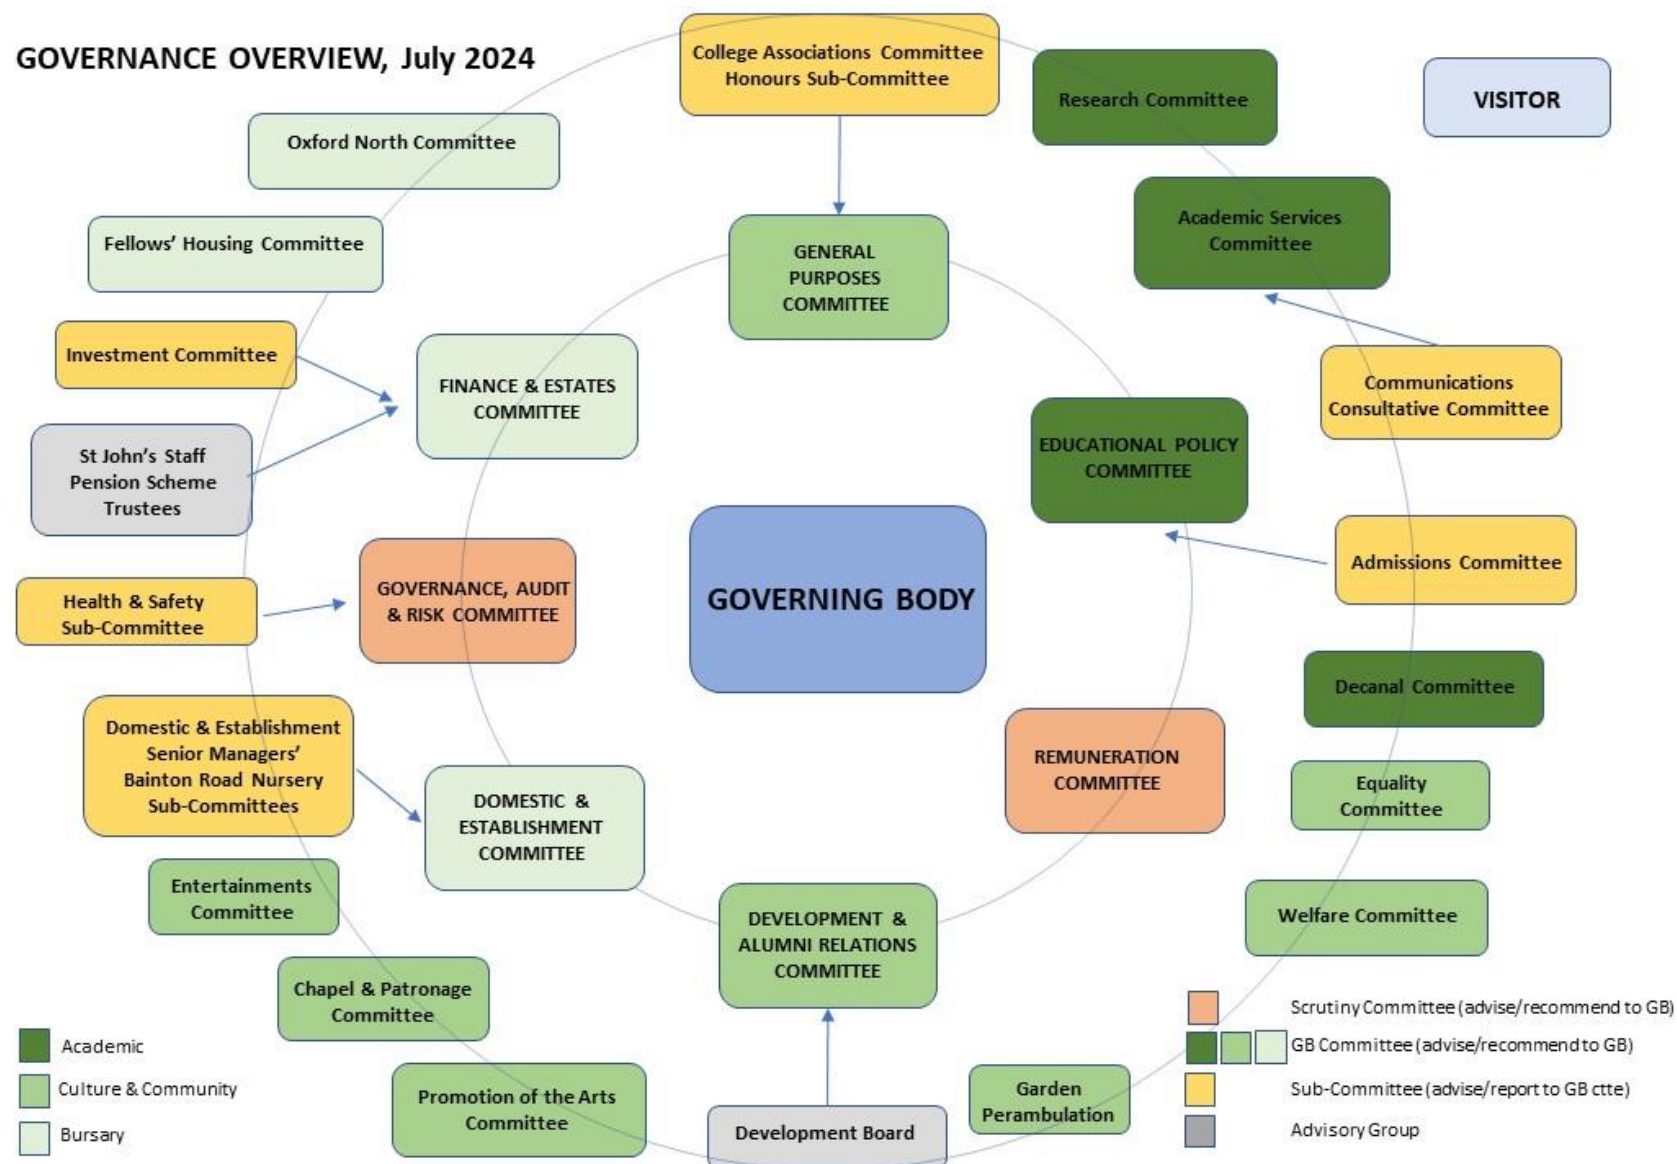 GOVERNANCE OVERVIEW, July 2024
College Associations Committee
Honours Sub-Committee
Research Committee
VISITOR
Oxford North Committee
Academic Services
Committee
Fellows' Housing Committee
GENERAL
PURPOSES
COMMITTEE
Investment Committee
FINANCE & ESTATES
COMMITTEE
Communications
Consultative Committee
St John's Staff
Pension Scheme
Trustees
EDUCATIONAL POLICY
COMMITTEE
Admissions Committee
Health & Safety
Sub-Committee
GOVERNANCE, AUDIT
& RISK COMMITTEE
GOVERNING BODY
Decanal Committee
Domestic & Establishment
Senior Managers'
Bainton Road Nursery
Sub-Committees
DOMESTIC &
ESTABLISHMENT
COMMITTEE
REMUNERATION
COMMITTEE
Equality
Committee
Entertainments
Committee
DEVELOPMENT &
ALUMNI RELATIONS
COMMITTEE
Welfare Committee
Chapel & Patronage
Committee
Promotion of the Arts
Committee
Development Board
Garden
Perambulation
Academic
Culture & Community
Bursary
Scrutiny Committee (advise/recommend to GB)
GB Committee (advise/recommend to GB)
Sub-Committee (advise/report to GB ctte)
Advisory Group